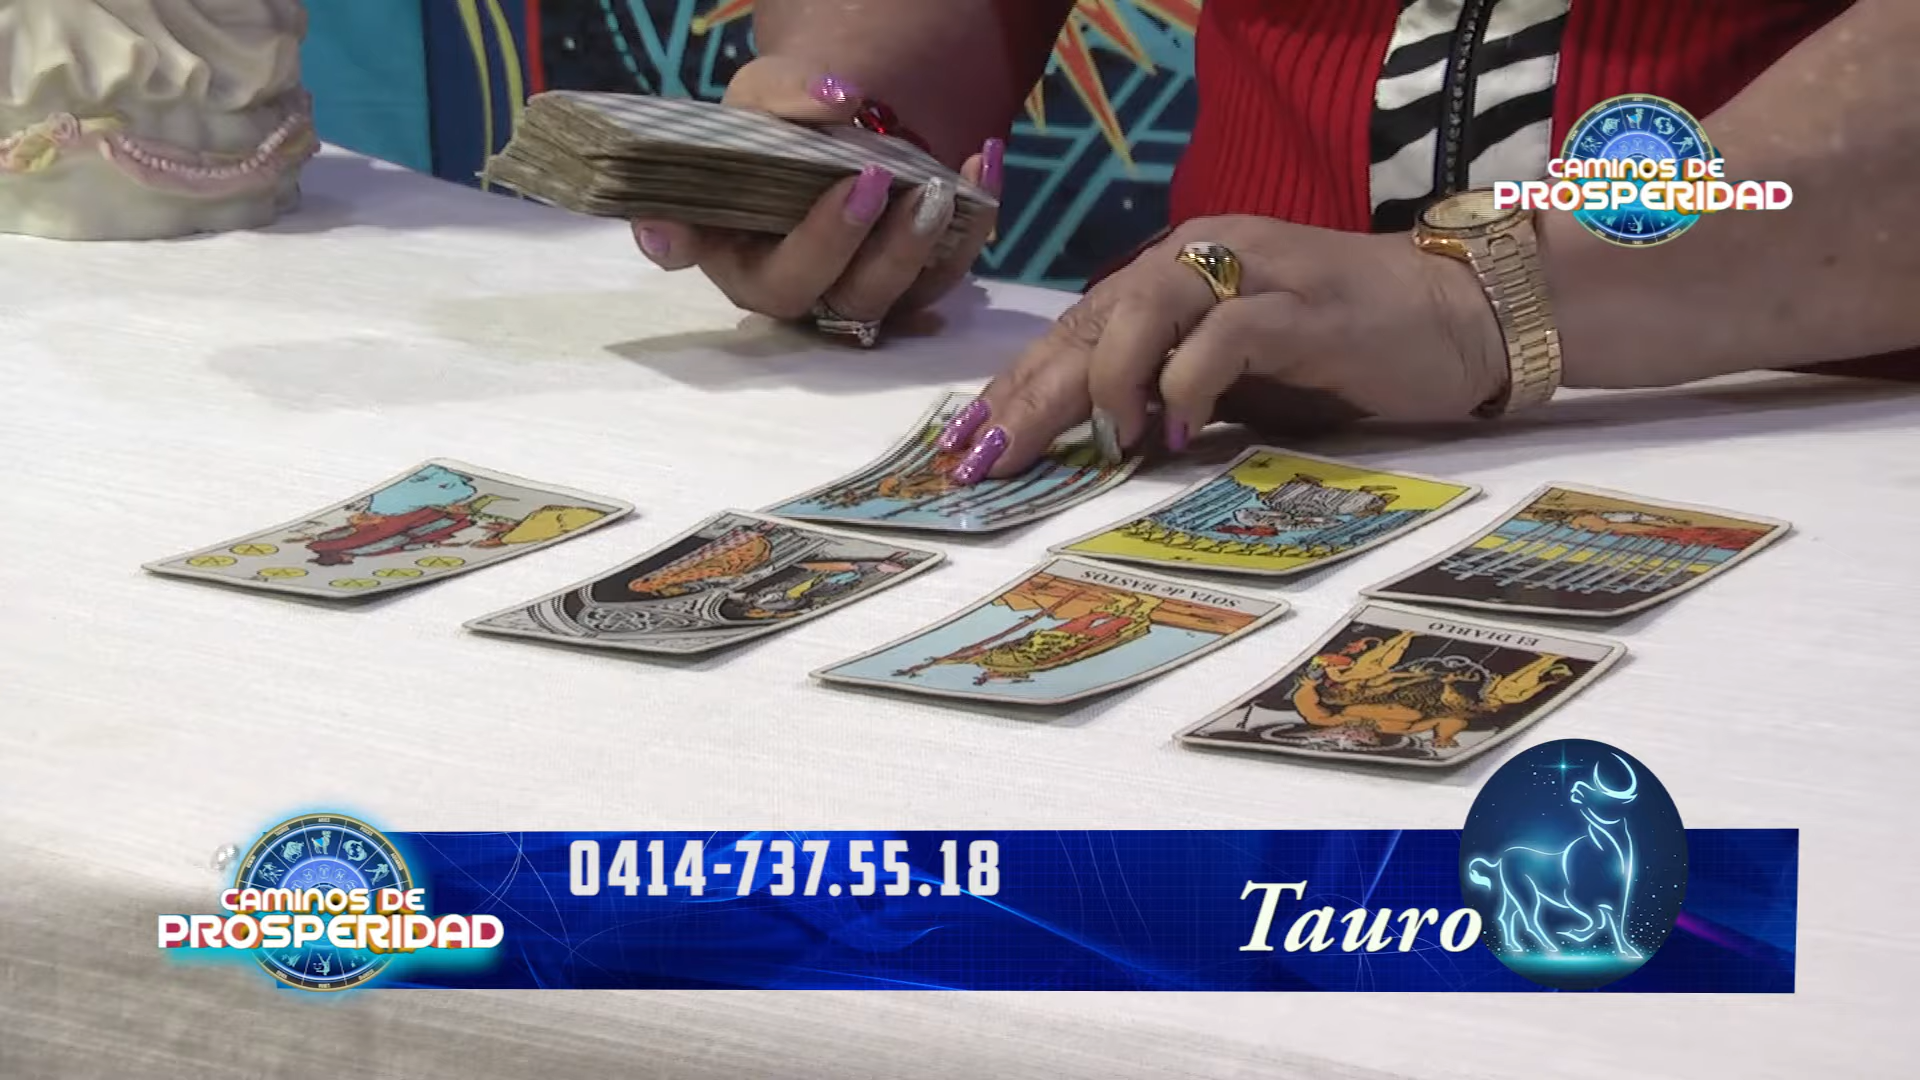 CAMINOS DE
PROSPERIDAD
SOTA de BASTOS
El DIABLO
0414-737.55.18
CAMINOS DE
PROSPERIDAD
Tauro